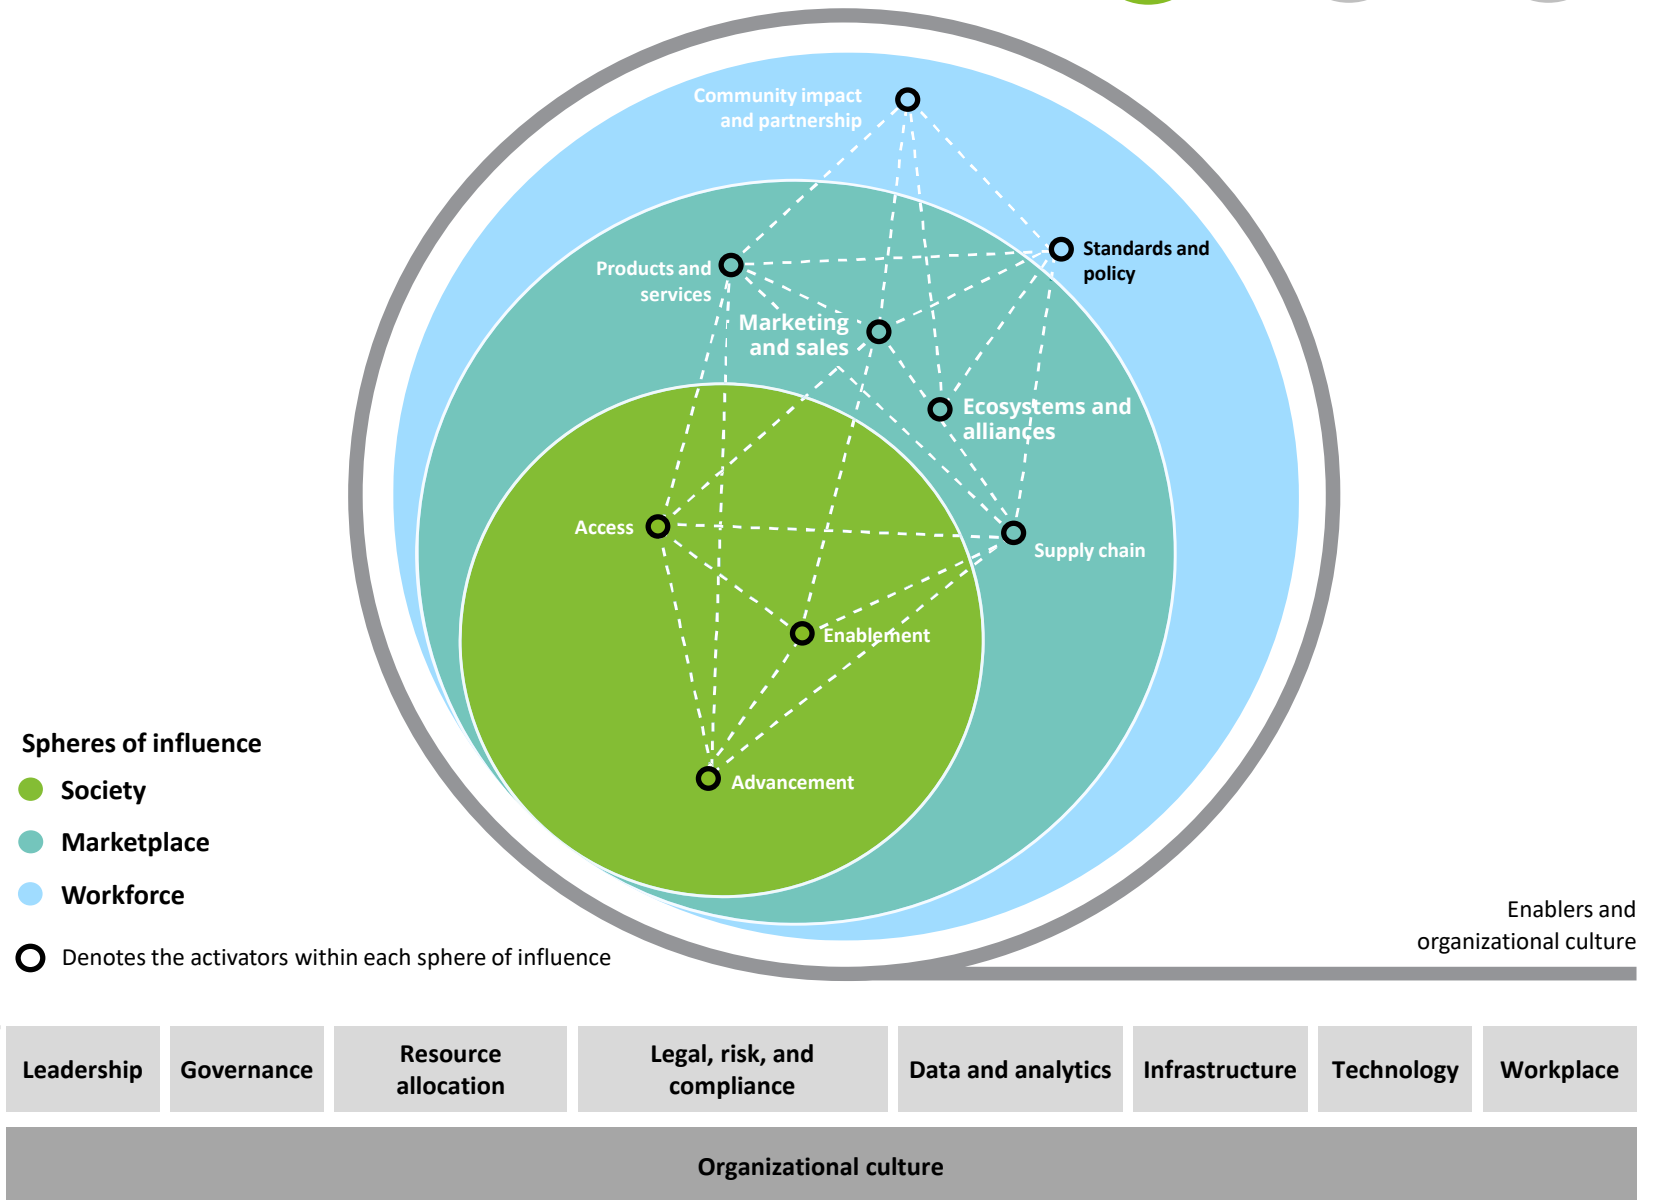 Community impact
and partnership
Standards and
policy
Products and
services
Marketing
and sales
Ecosystems and
alliances
Access
Supply chain
Enablement
Advancement
Spheres of influence
Society
Marketplace
Workforce
Denotes the activators within each sphere of influence
Enablers and
organizational culture
Leadership
Governance
Resource
allocation
Legal, risk, and
compliance
Data and analytics
Infrastructure
Technology
Workplace
Organizational culture